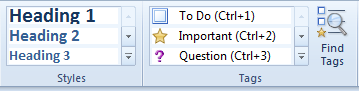 Heading 1
Heading 2
Heading 3
Styles
To Do (Ctrl+1)
Important (Ctrl+2)
Question (Ctrl+3)
Find
Tags
Tags